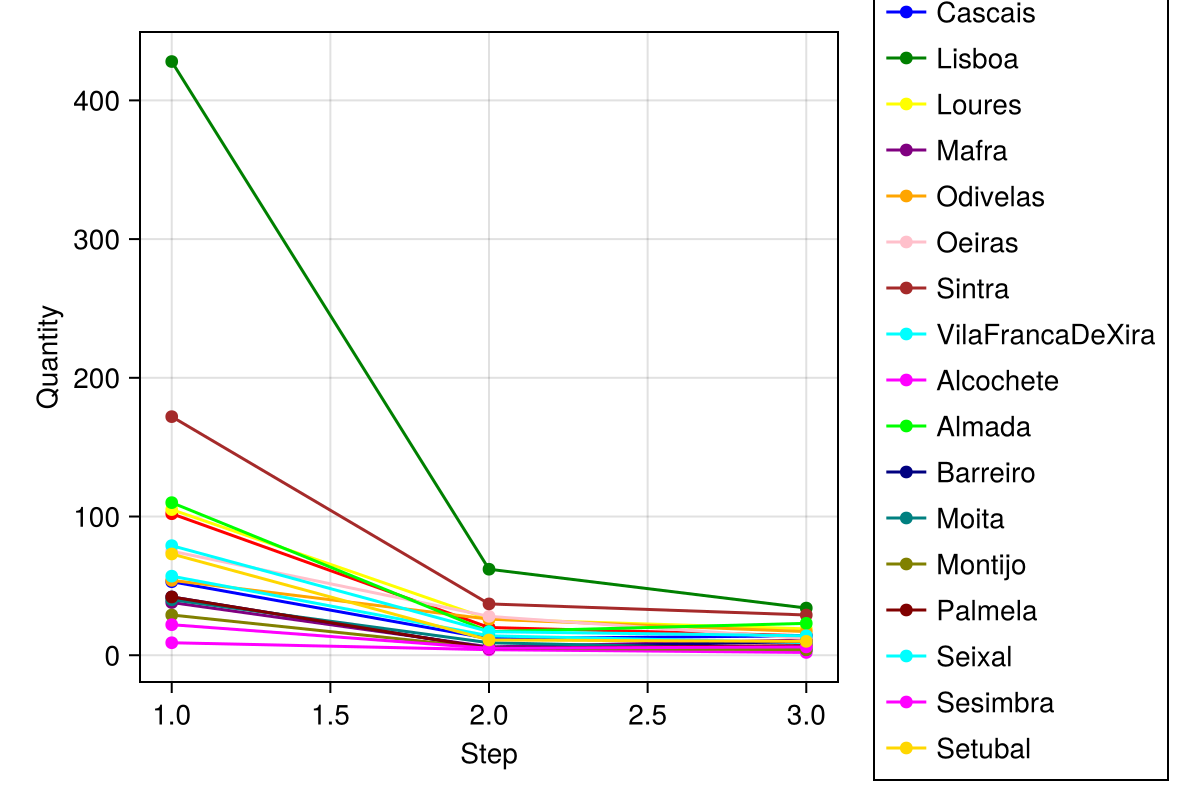 Quantity
400
300
200
100
0
1.0 1.5 2.0 2.5 3.0
Step
Cascais
Lisboa
Loures
Mafra
Odivelas
Oeiras
Sintra
VilaFrancaDeXira
Alcochete
Almada
Barreiro
Moita
Montijo
Palmela
Seixal
Sesimbra
Setubal